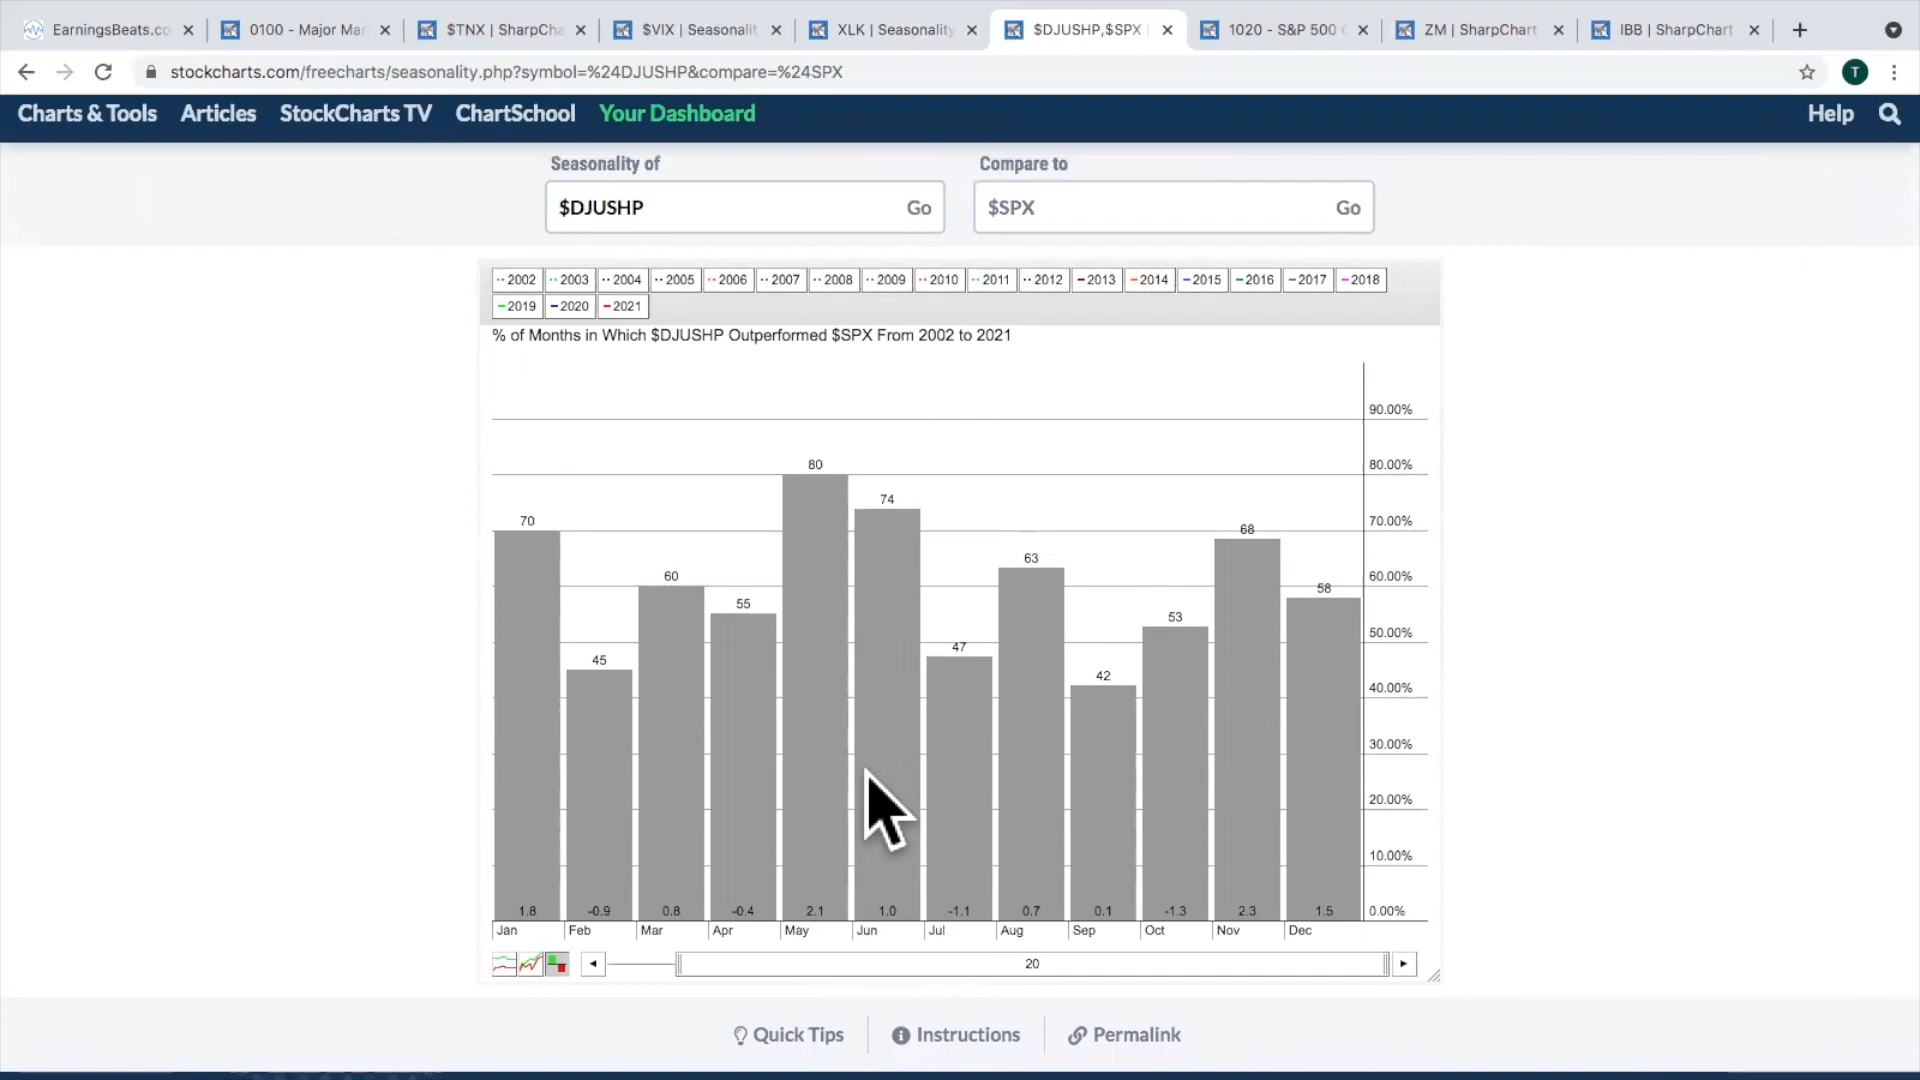 EarningsBeats.co
0100 - Major Mar
$TNX | SharpCha
$VIX | Seasonalit
XLK | Seasonality
$DJUSHP,$SPX |
1020 - S&P 500
ZM | SharpChart
IBB | SharpChart
stockcharts.com/freecharts/seasonality.php?symbol=%24DJUSHP&compare=%24SPX
T
Charts & Tools Articles StockCharts TV ChartSchool Your Dashboard Help
Seasonality of Compare to
$DJUSHP Go $SPX Go
2002 2003 2004 2005 2006 2007 2008 2009 2010 2011 2012 2013 2014 2015 2016 2017 2018
2019 2020 2021
% of Months in Which $DJUSHP Outperformed $SPX From 2002 to 2021
90.00%
80.00%
70.00%
60.00%
50.00%
40.00%
30.00%
20.00%
10.00%
0.00%
70 45 60 55 80 74 47 63 42 53 68 58
1.8 -0.9 0.8 -0.4 2.1 1.0 -1.1 0.7 0.1 -1.3 2.3 1.5
Jan Feb Mar Apr May Jun Jul Aug Sep Oct Nov Dec
20
Quick Tips Instructions Permalink